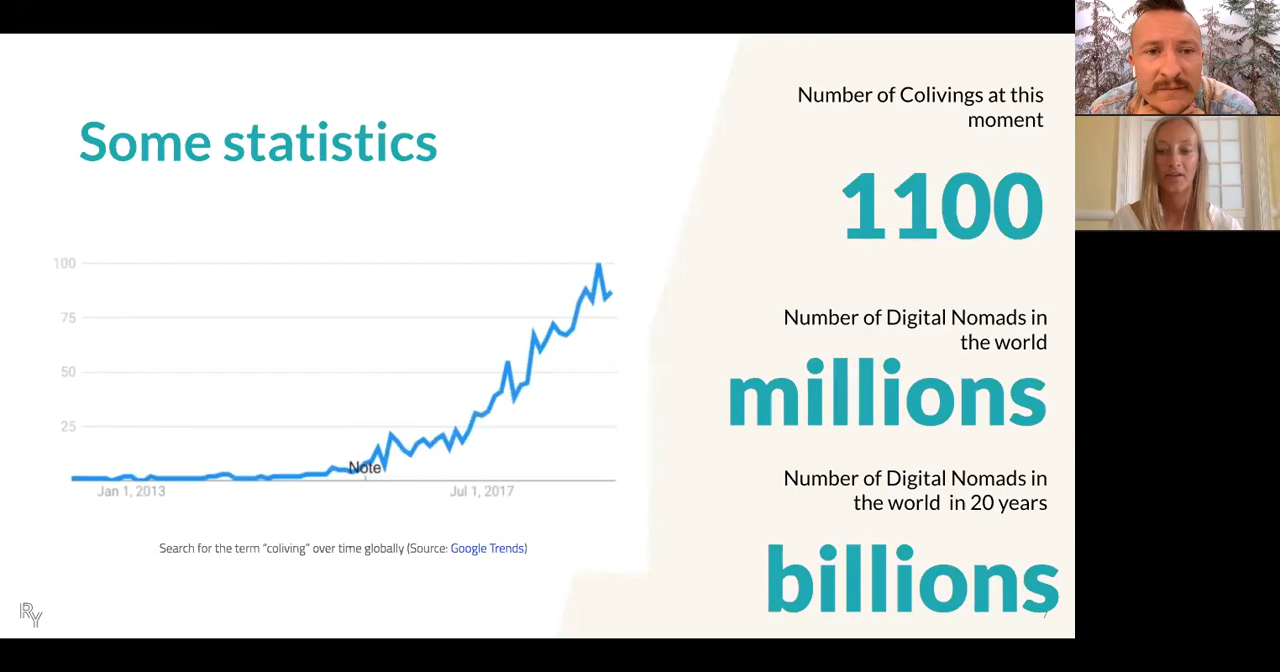 Some statistics
100
75
50
25
Note
Jan 1, 2013
Jul 1, 2017
Search for the term “coliving” over time globally (Source: Google Trends)
RY
Number of Colivings at this
moment
1100
Number of Digital Nomads in
the world
millions
Number of Digital Nomads in
the world in 20 years
billions
7